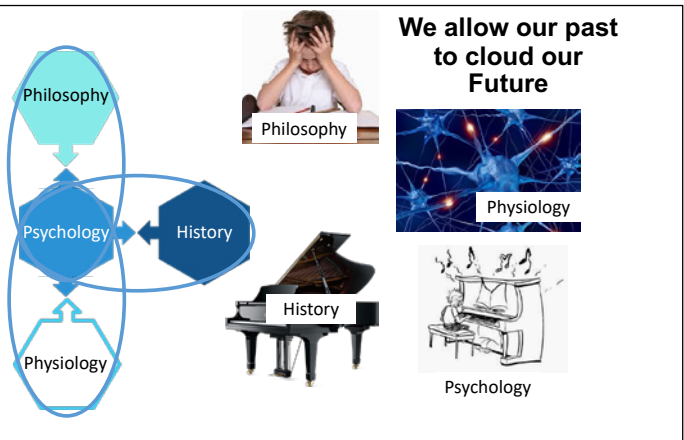 We allow our past
to cloud our
Future
Philosophy
Psychology
History
Physiology
Philosophy
Physiology
History
Psychology